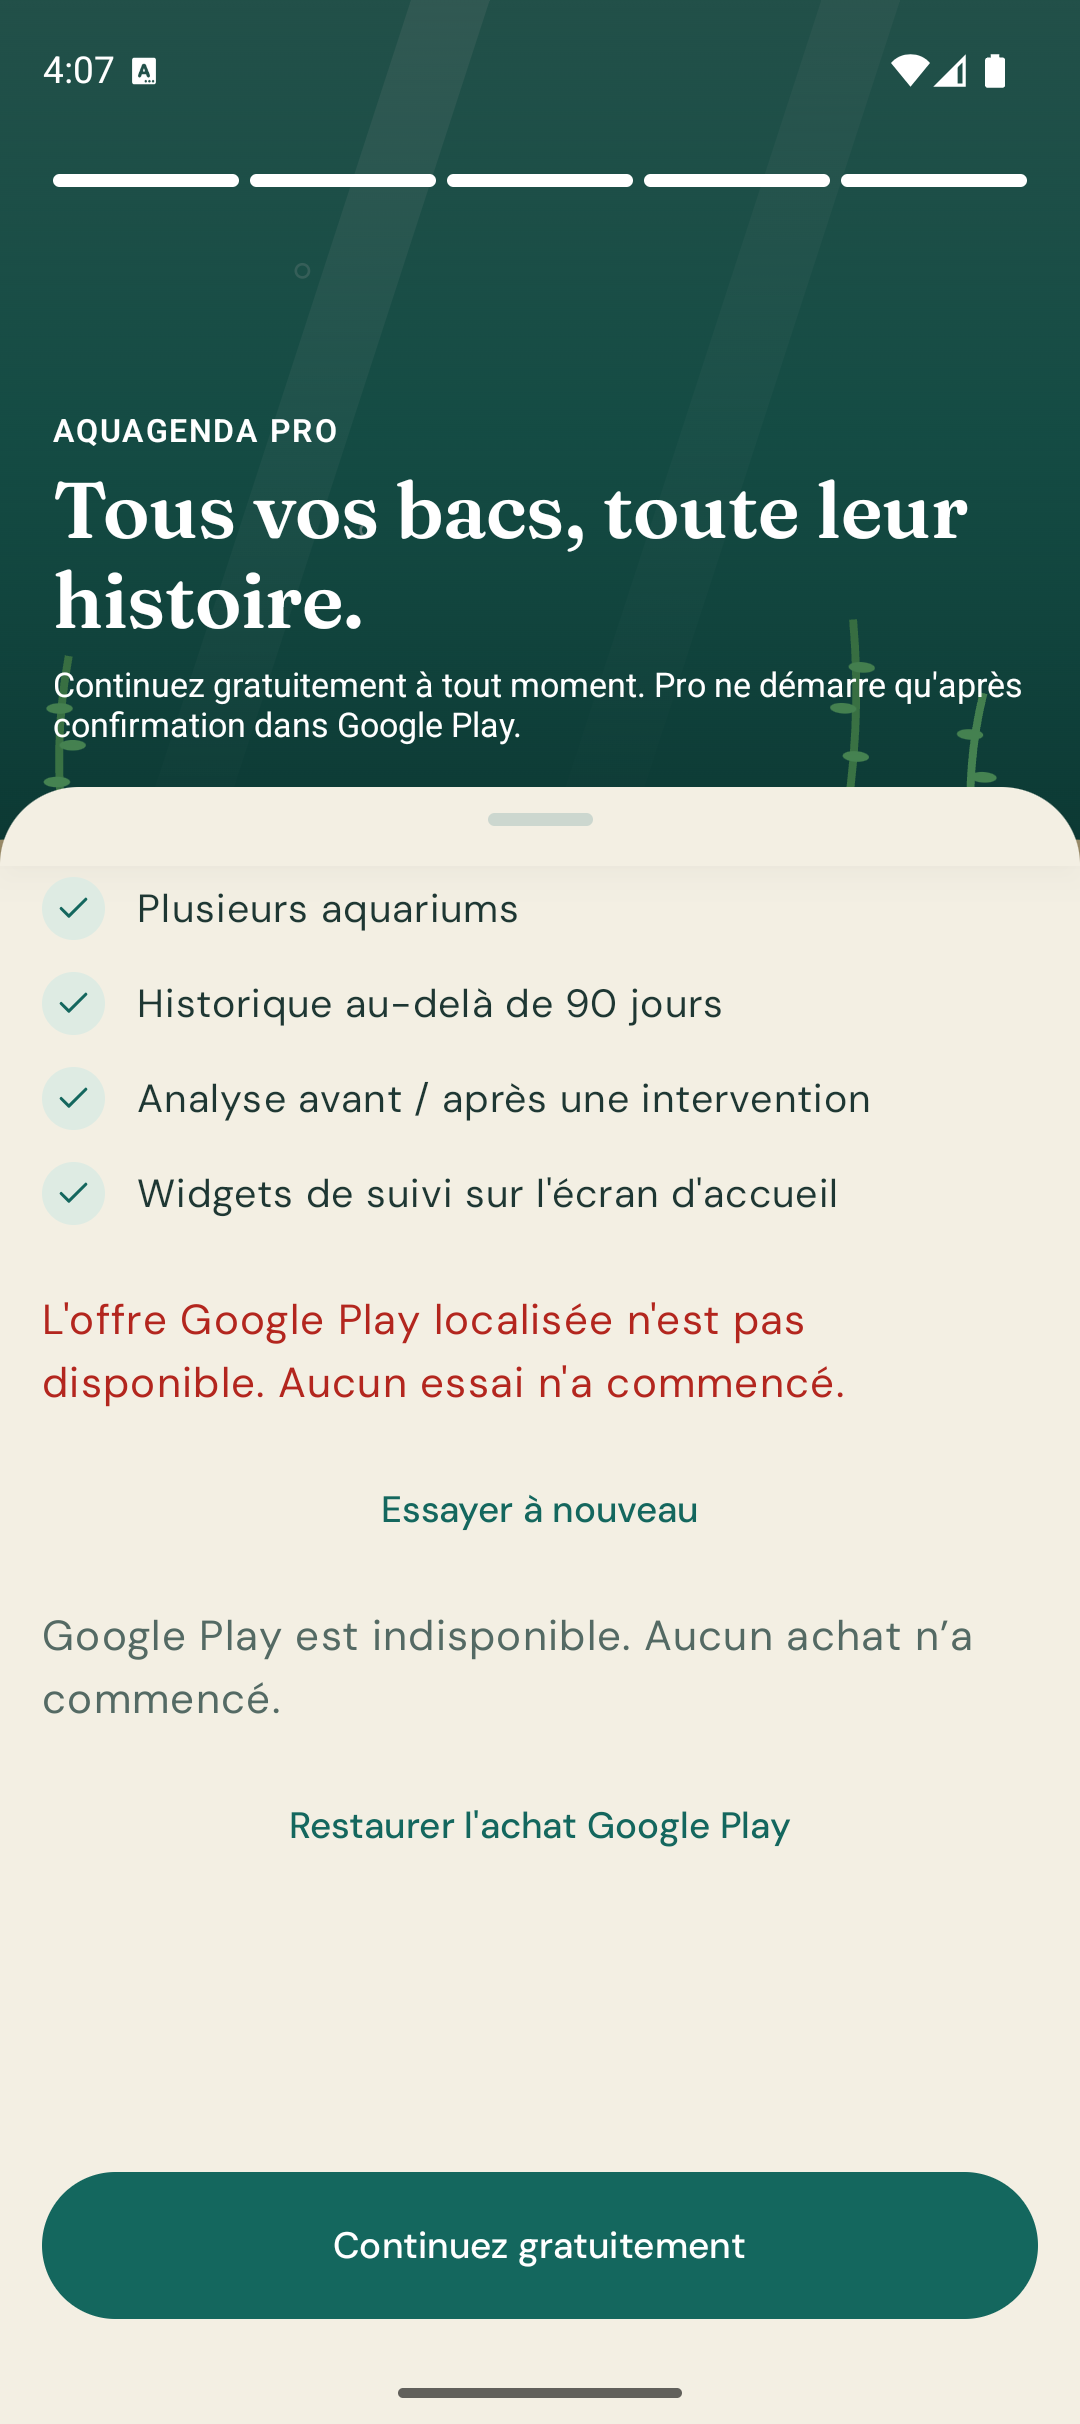 4:07
AQUAGENDA PRO
Tous vos bacs, toute leur
histoire.
Continuez gratuitement à tout moment. Pro ne démarre qu'après
confirmation dans Google Play.
Plusieurs aquariums
Historique au-delà de 90 jours
Analyse avant / après une intervention
Widgets de suivi sur l'écran d'accueil
L'offre Google Play localisée n'est pas
disponible. Aucun essai n'a commencé.
Essayer à nouveau
Google Play est indisponible. Aucun achat n’a
commencé.
Restaurer l'achat Google Play
Continuez gratuitement